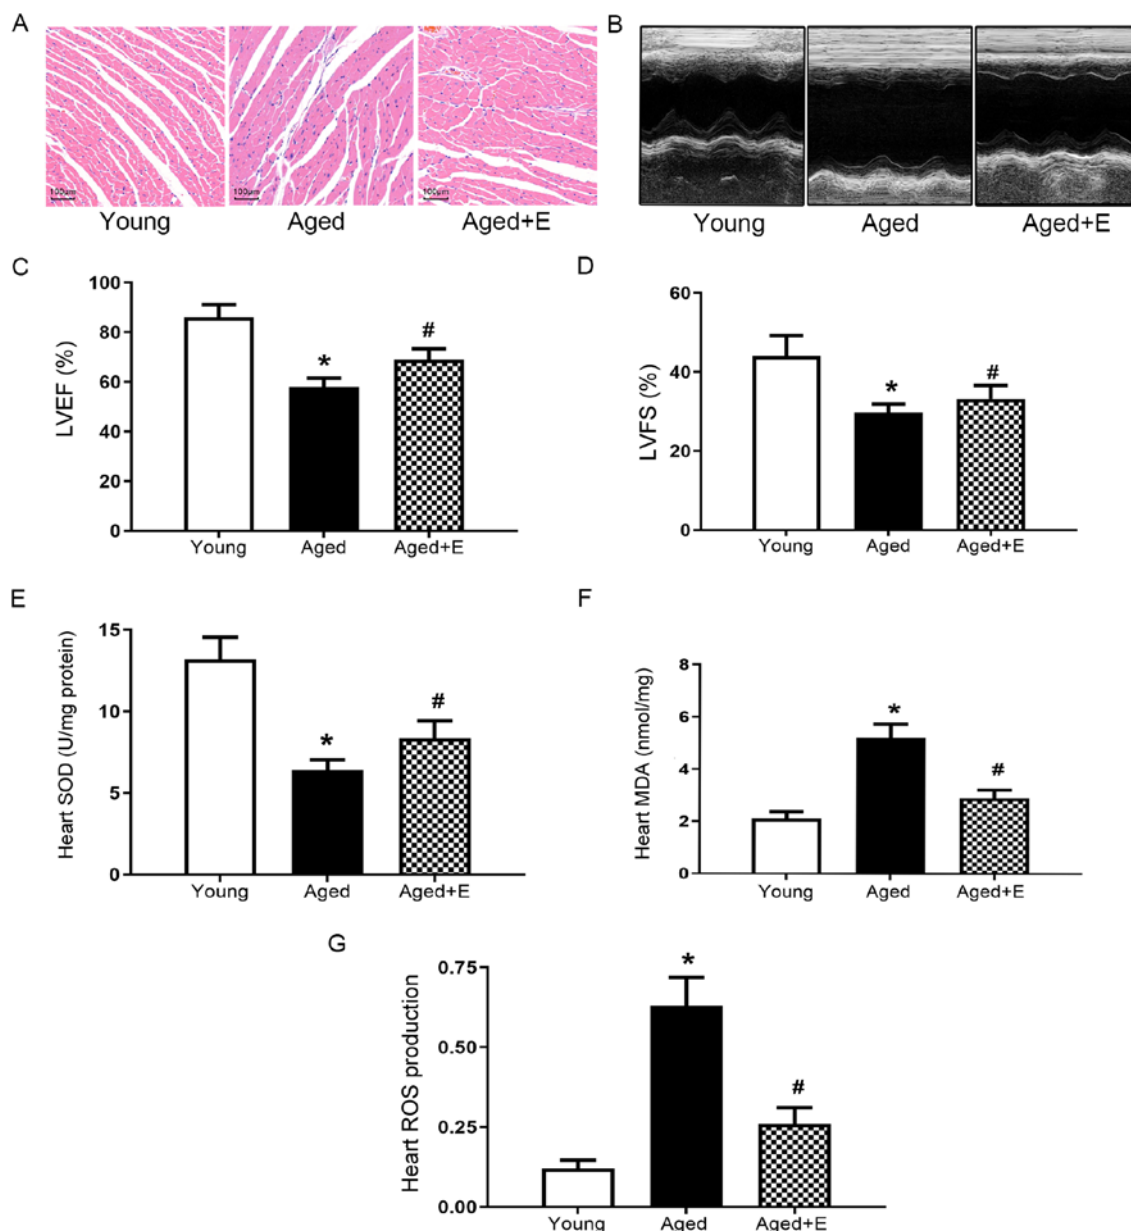 A
100μm
100μm
100μm
Young
Aged
Aged+E
B
Young
Aged
Aged+E
C
LVEF (%)
100
80
60
40
20
0
*
#
Young
Aged
Aged+E
D
LVFS (%)
60
40
20
0
*
#
Young
Aged
Aged+E
E
Heart SOD (U/mg protein)
15
10
5
0
*
#
Young
Aged
Aged+E
F
Heart MDA (nmol/mg)
8
6
4
2
0
*
#
Young
Aged
Aged+E
G
Heart ROS production
0.75
0.50
0.25
0.00
*
#
Young
Aged
Aged+E